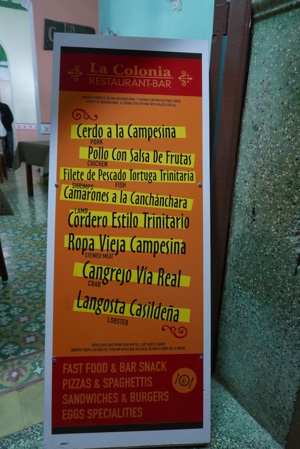 La Colonia
RESTAURANT-BAR
Cerdo a la Campesina
PORK
Pollo Con Salsa De Frutas
CHICKEN
Filete de Pescado Tortuga Trinitaria
SHRIMPS FISH
Camarones a la Canchánchara
LAMB
Cordero Estilo Trinitario
Ropa Vieja Campesina
STEWED MEAT
Cangrejo Vía Real
CRAB
Langosta Casildeña
LOBSTER
FAST FOOD & BAR SNACK
PIZZAS & SPAGHETTIS
SANDWICHES & BURGERS
EGGS SPECIALITIES